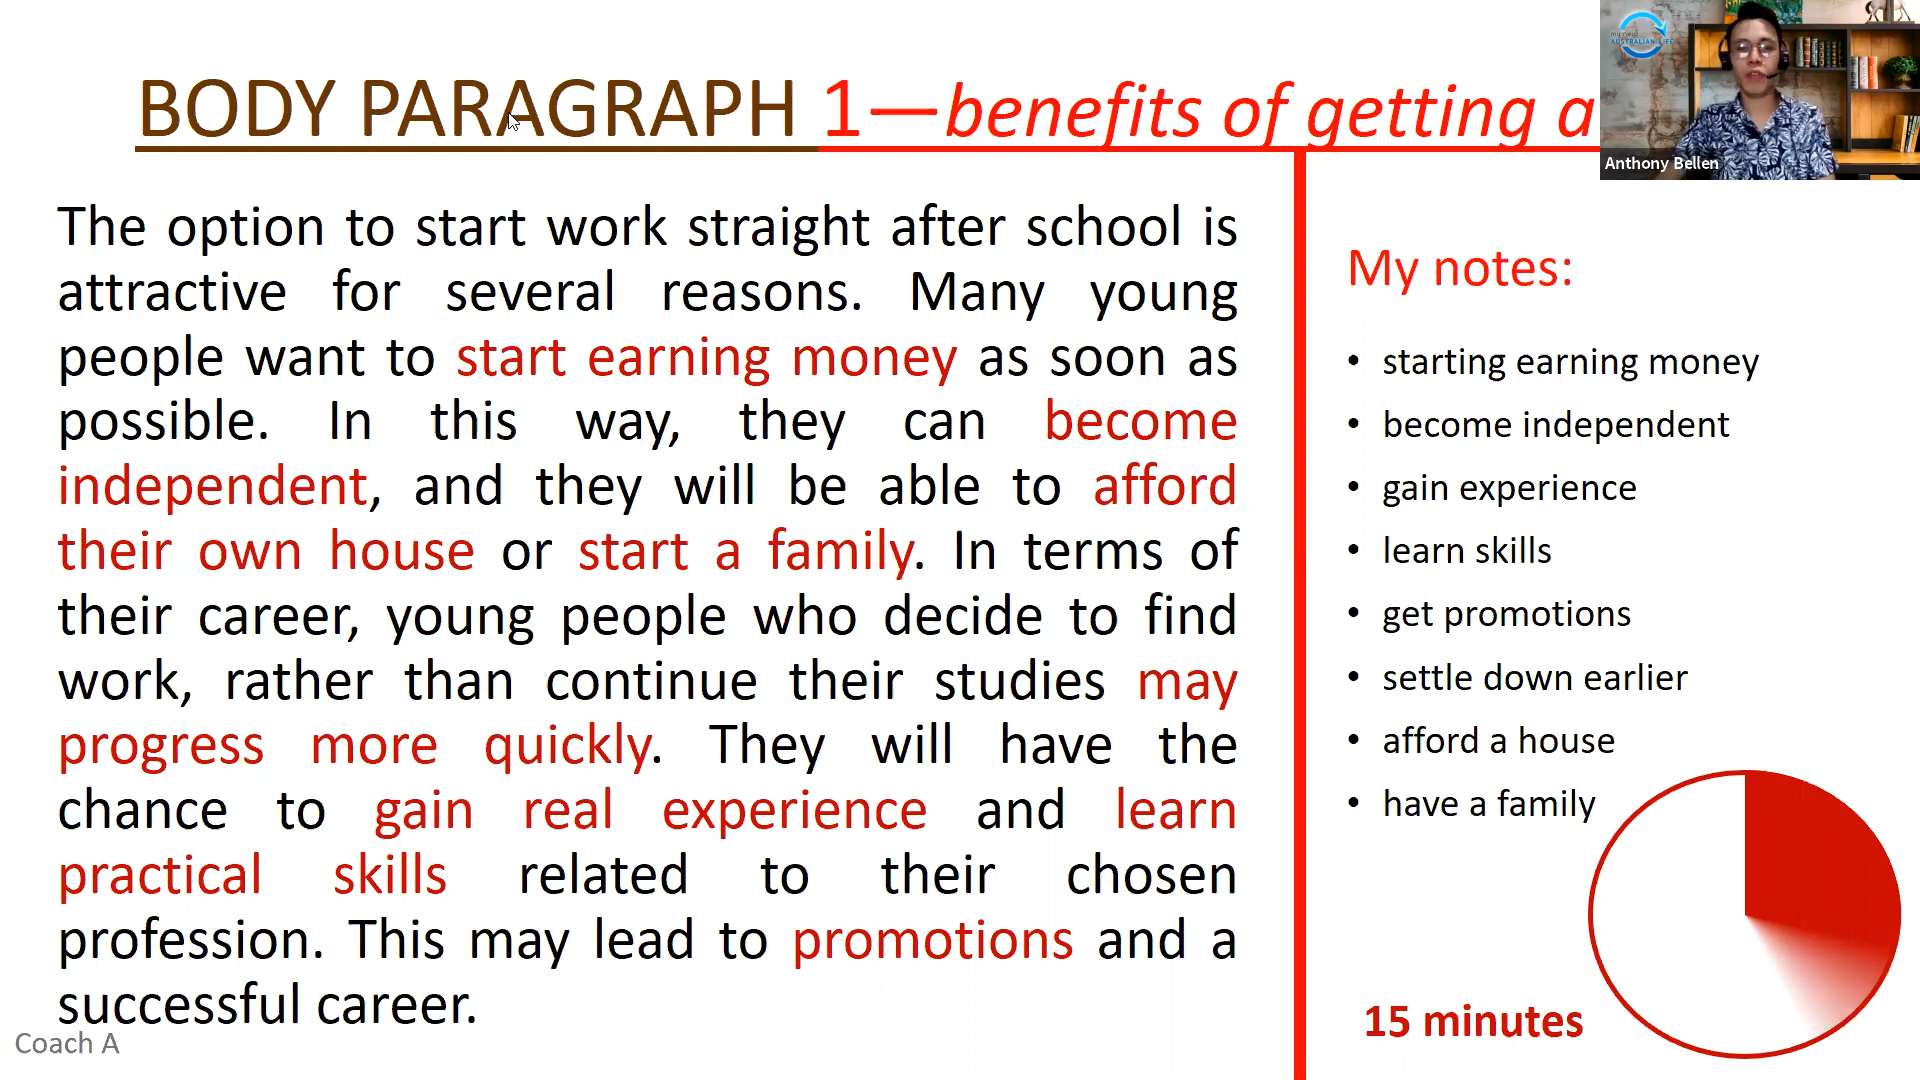 BODY PARAGRAPH 1—benefits of getting a
my new
AUSTRALIAN LIFE
Anthony Bellen
The option to start work straight after school is
attractive for several reasons. Many young
people want to start earning money as soon as
possible. In this way, they can become
independent, and they will be able to afford
their own house or start a family. In terms of
their career, young people who decide to find
work, rather than continue their studies may
progress more quickly. They will have the
chance to gain real experience and learn
practical skills related to their chosen
profession. This may lead to promotions and a
successful career.
Coach A
My notes:
• starting earning money
• become independent
• gain experience
• learn skills
• get promotions
• settle down earlier
• afford a house
• have a family
15 minutes